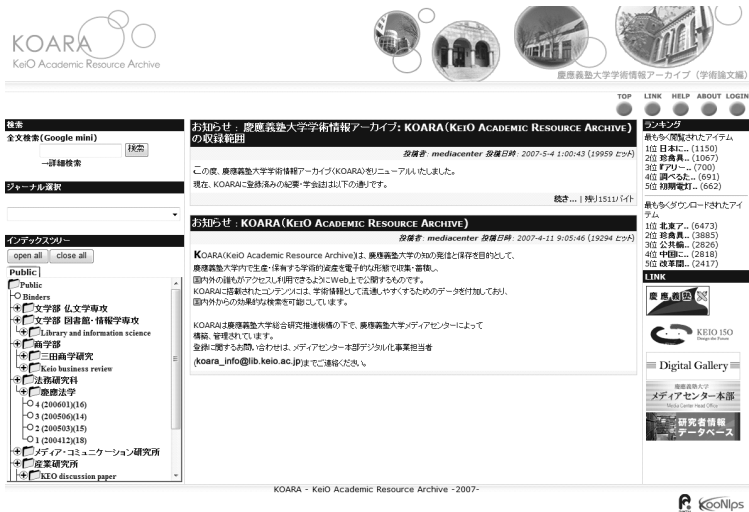 KOARA
KeiO Academic Resource Archive
慶應義塾大学学術情報アーカイブ（学術論文編）
TOP LINK HELP ABOUT LOGIN
検索
全文検索(Google mini)
検索
→詳細検索
ジャーナル選択
インデックスツリー
open all close all
Public
Public
Binders
文学部 仏文学専攻
文学部 図書館・情報学専攻
Library and information science
商学部
三田商学研究
Keio business review
法務研究科
慶應法学
4 (200601)(16)
3 (200506)(14)
2 (200503)(15)
1 (200412)(18)
メディア・コミュニケーション研究所
産業研究所
KEO discussion paper
お知らせ : 慶應義塾大学学術情報アーカイブ: KOARA(KEIO ACADEMIC RESOURCE ARCHIVE)
の収録範囲
投稿者: mediacenter 投稿日時: 2007-5-4 1:00:43 (19959 ヒット)
この度、慶應義塾大学学術情報アーカイブ(KOARA)をリニューアルいたしました。
現在、KOARAに登録済みの紀要・学会誌は以下の通りです。
続き... | 残り1511バイト
お知らせ : KOARA(KEIO ACADEMIC RESOURCE ARCHIVE)
投稿者: mediacenter 投稿日時: 2007-4-11 9:05:46 (19294 ヒット)
KOARA(KeiO Academic Resource Archive)は、慶應義塾大学の知の発信と保存を目的として、
慶應義塾大学内で生産・保有する学術的資産を電子的な形態で収集・蓄積し、
国内外の誰もがアクセスし利用できるようにWeb上で公開するものです。
KOARAに搭載されたコンテンツには、学術情報として流通しやすくするためのデータを付加しており、
国内外からの効果的な検索を可能にしています。
KOARAは慶應義塾大学総合研究推進機構の下で、慶應義塾大学メディアセンターによって
構築、管理されています。
登録に関するお問い合わせは、メディアセンター本部デジタル化事業担当者
(koara_info@lib.keio.ac.jp)までご連絡ください。
ランキング
最も多く閲覧されたアイテム
1位 日本に.. (1150)
2位 珍禽異.. (1067)
3位 『アリー.. (700)
4位 調べるた.. (691)
5位 初期電灯.. (662)
最も多くダウンロードされたアイ
テム
1位 北東ア.. (6473)
2位 珍禽異.. (3885)
3位 公共輸.. (2826)
4位 中国に.. (2818)
5位 改革開.. (2417)
LINK
慶應義塾
KEIO 150
Design the Future
Digital Gallery
慶應義塾大学
メディアセンター本部
Media Center Head Office
研究者情報
データベース
KOARA - KeiO Academic Resource Archive -2007-
XooNIps